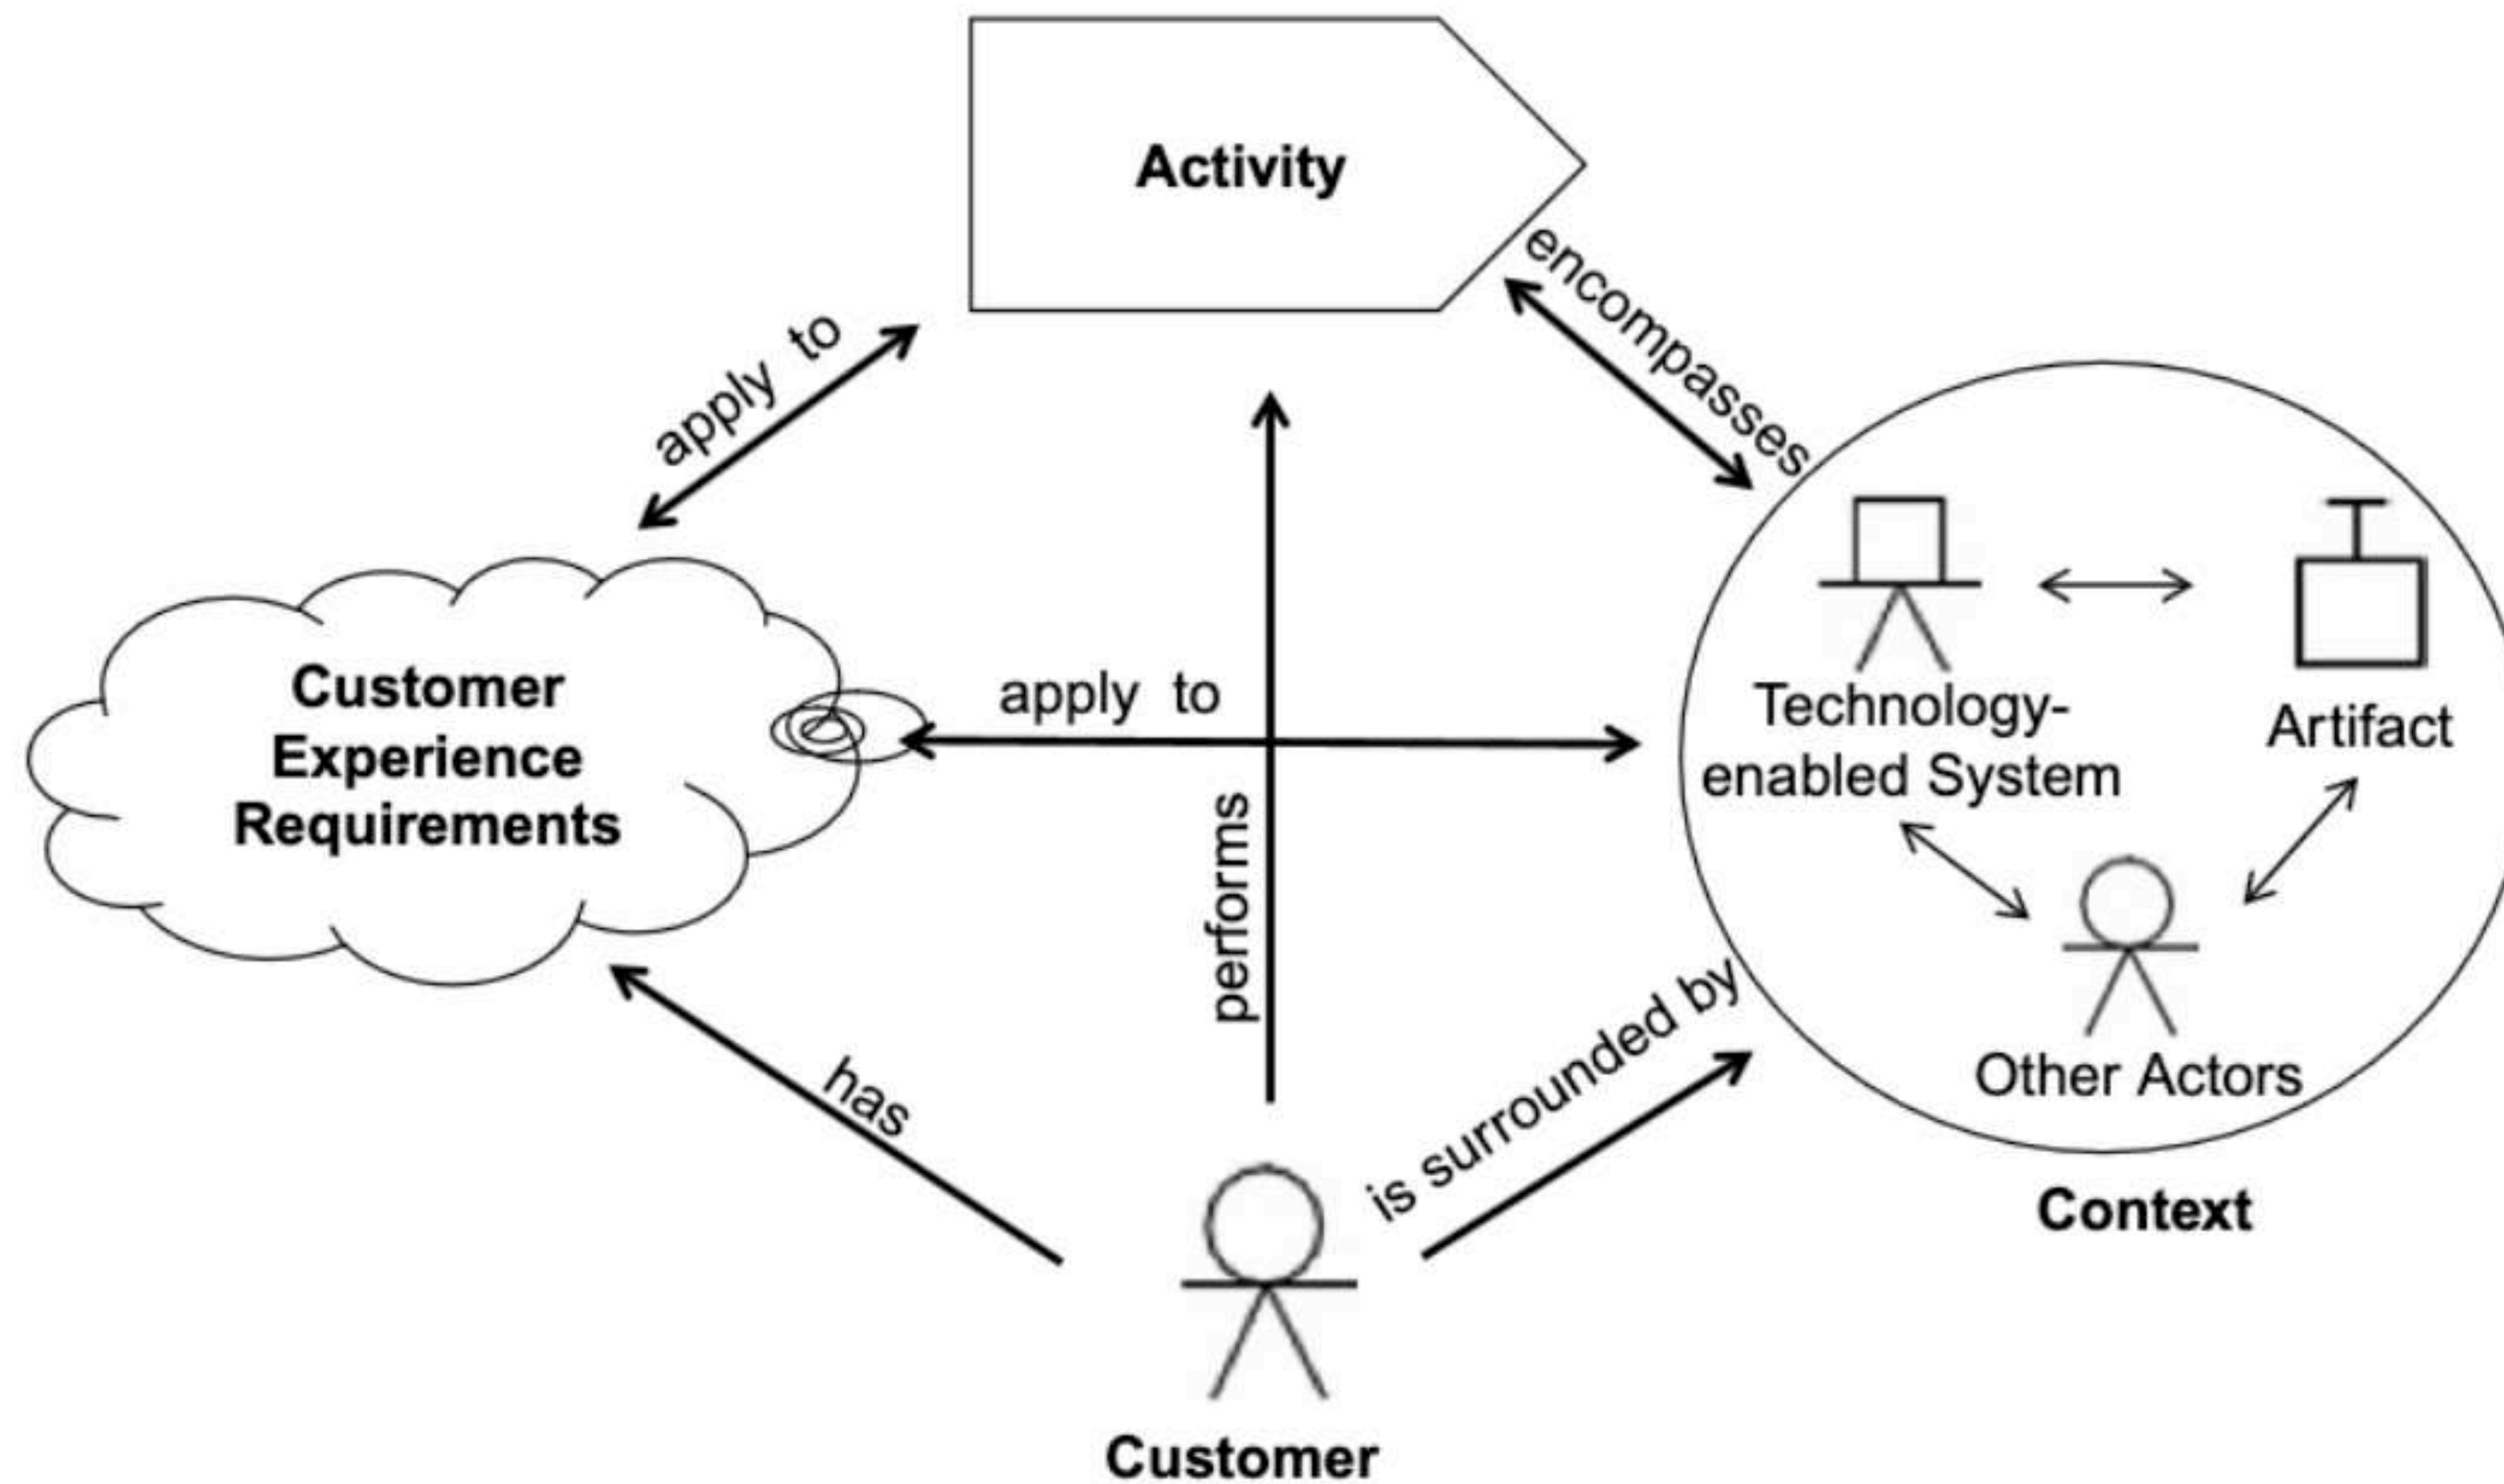 Activity
encompasses
apply to
Customer
Experience
Requirements
apply to
Technology-
enabled System
Artifact
performs
Other Actors
has
is surrounded by
Context
Customer